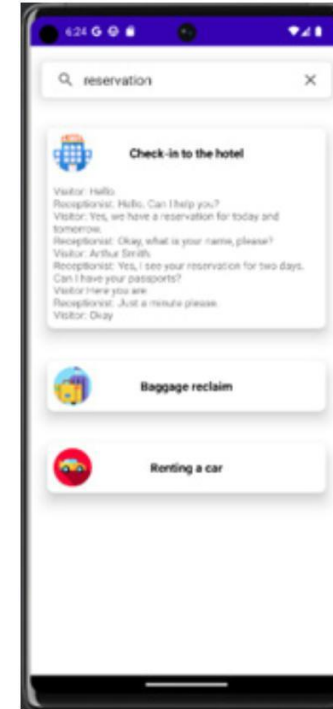 6:24 G
reservation
Check-in to the hotel
Visitor: Hello
Receptionist: Hello. Can I help you?
Visitor: Yes, we have a reservation for today and
tomorrow.
Receptionist: Okay, what is your name, please?
Visitor: Arthur Smith.
Receptionist: Yes, I see your reservation for two days.
Can I have your passports?
Visitor:Here you are.
Receptionist: Just a minute please.
Visitor: Okay
Baggage reclaim
Renting a car